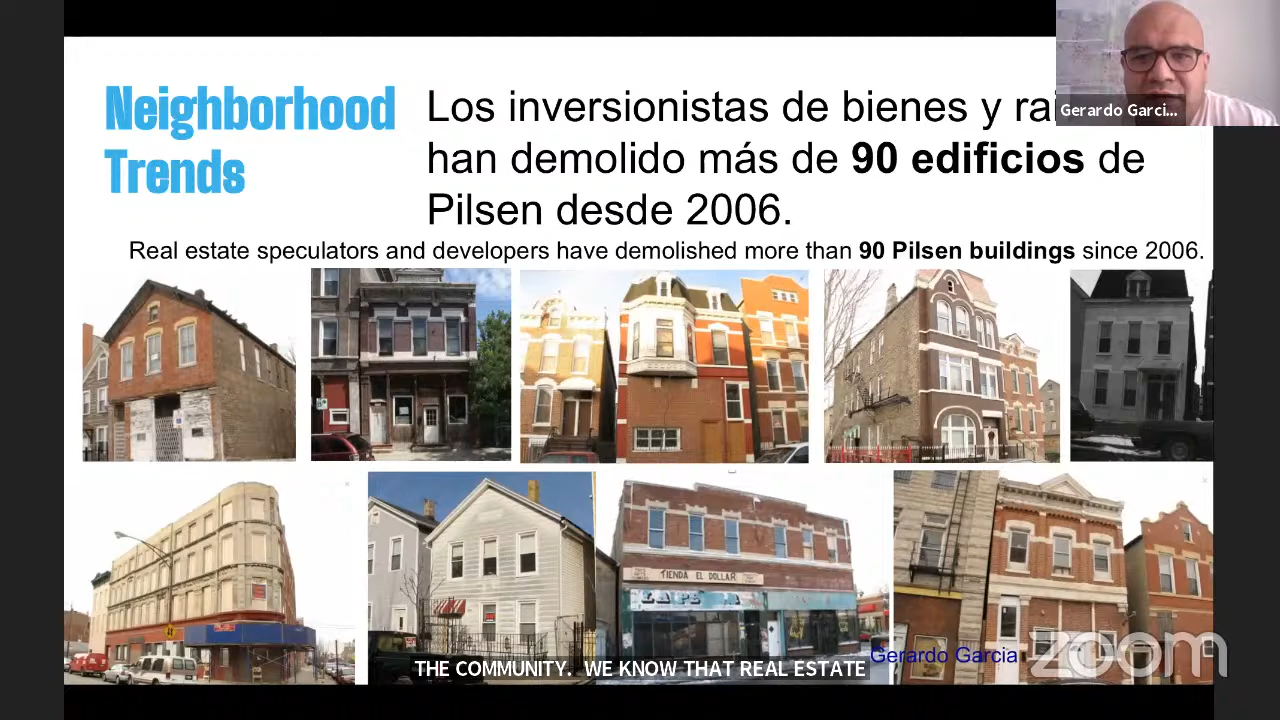 Neighborhood
Trends
Los inversionistas de bienes y rai
han demolido más de 90 edificios de
Pilsen desde 2006.
Real estate speculators and developers have demolished more than 90 Pilsen buildings since 2006.
Gerardo Garci...
TIENDA EL DOLLAR
THE COMMUNITY. WE KNOW THAT REAL ESTATE
Gerardo Garcia
zoom